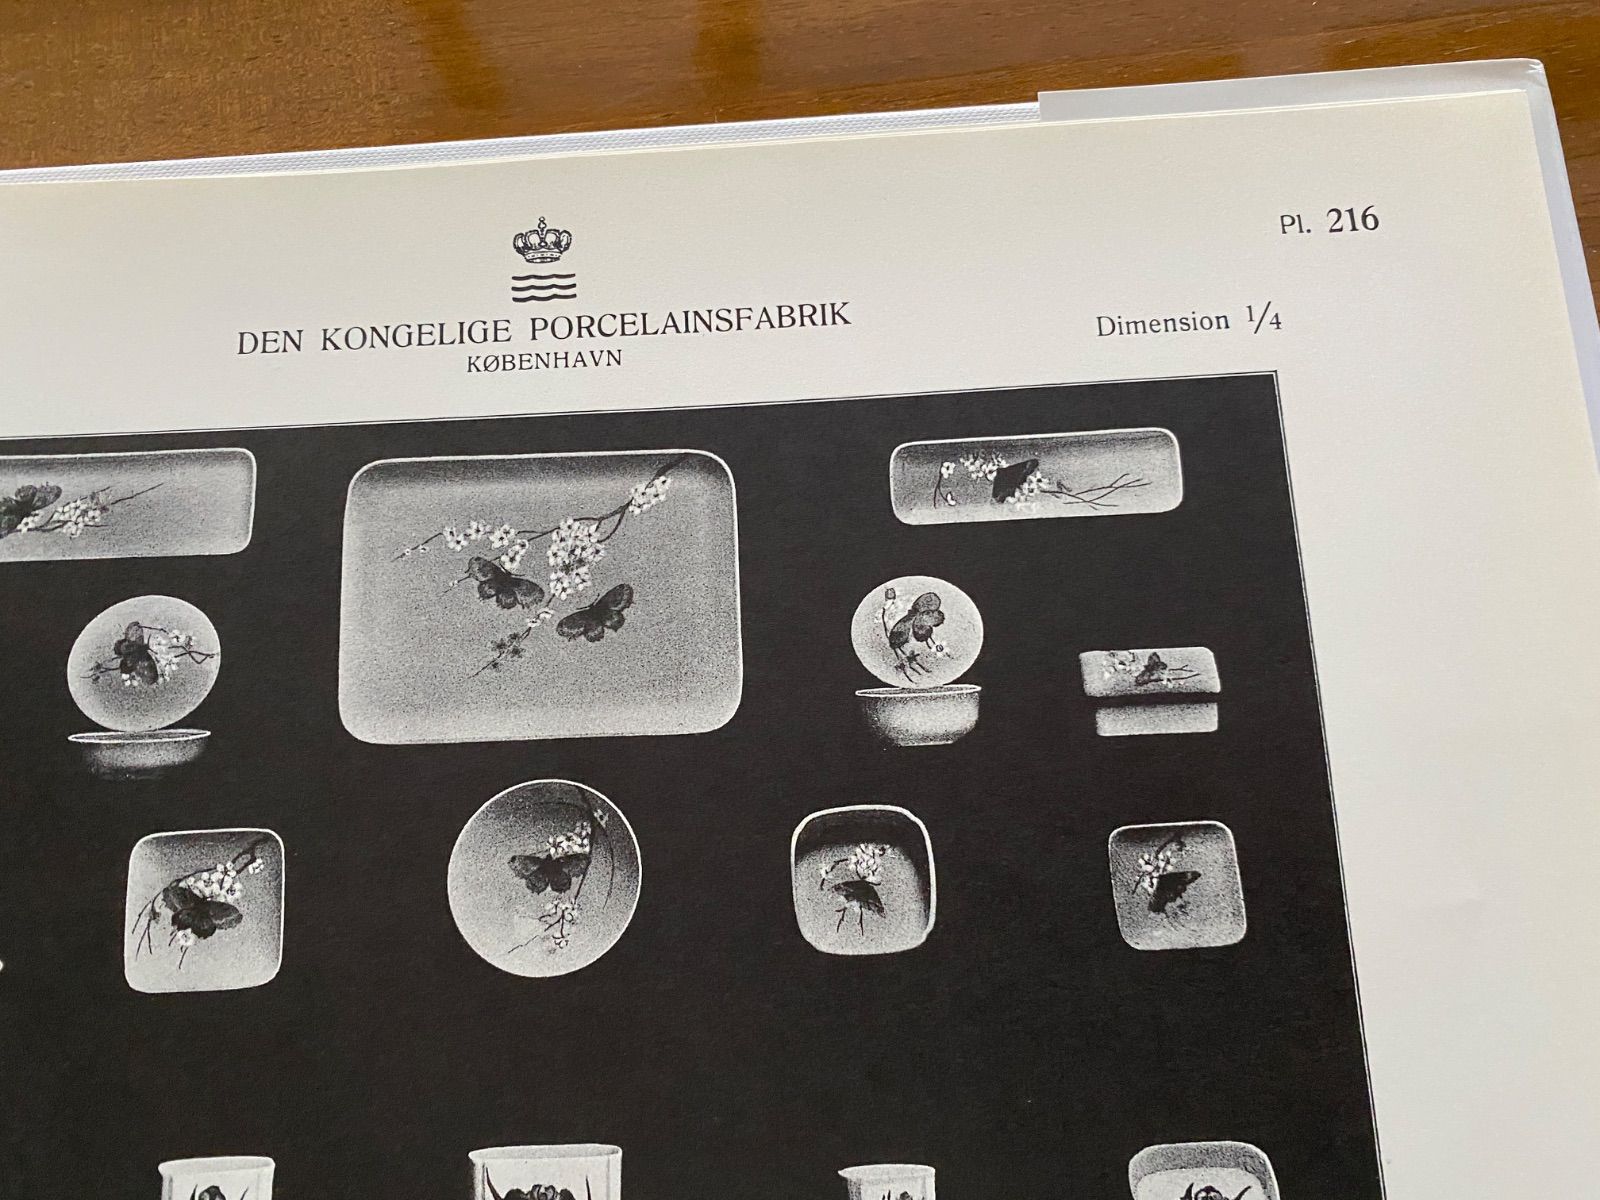 Pl. 216
DEN KONGELIGE PORCELAINSFABRIK
KØBENHAVN
Dimension 1/4